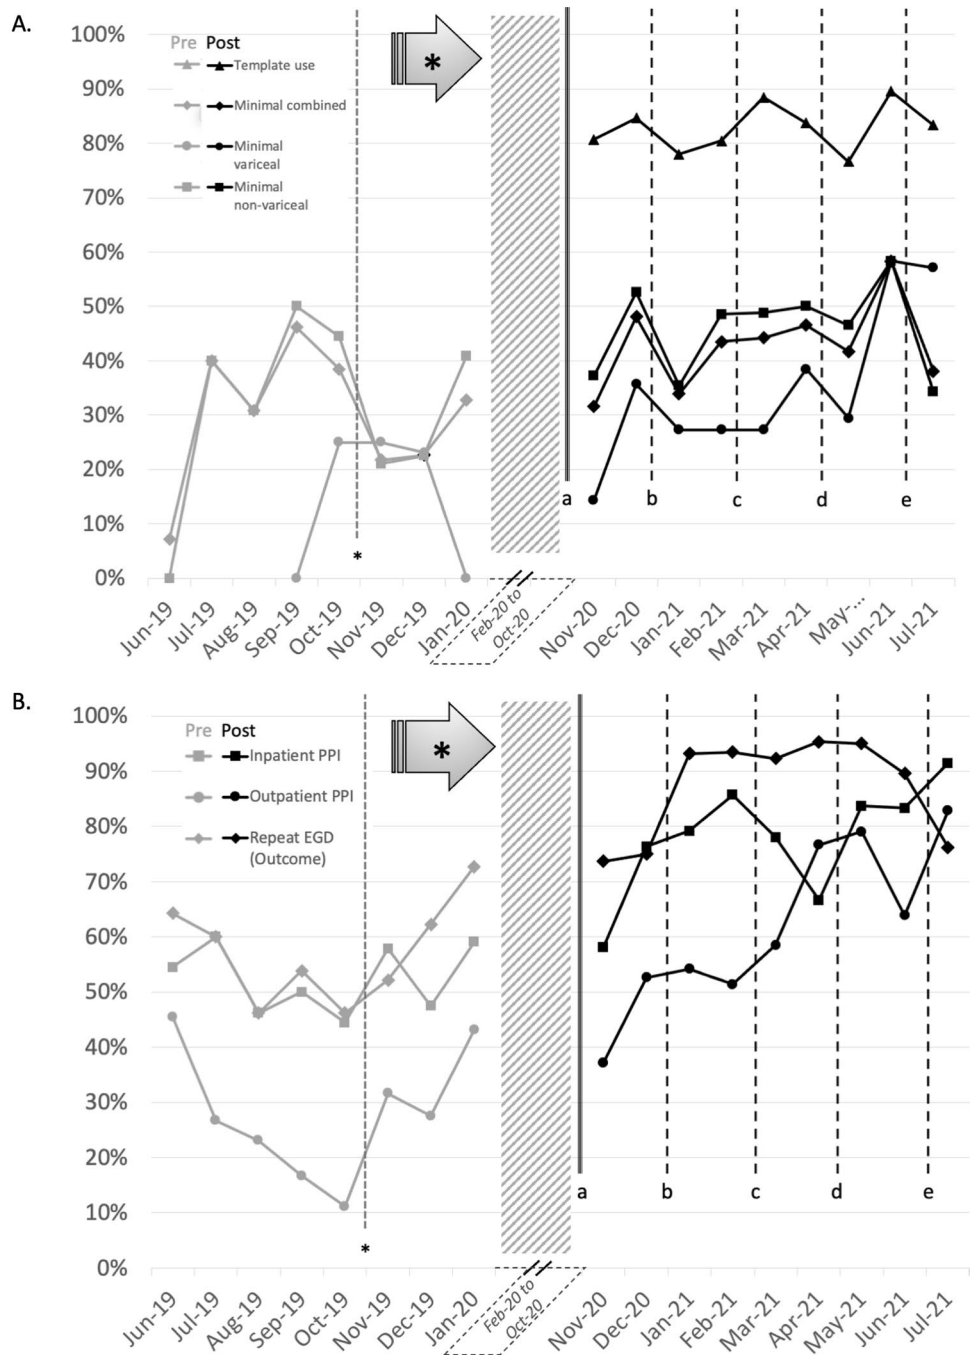 A.
100%
90%
80%
70%
60%
50%
40%
30%
20%
10%
0%
Pre Post
Template use
Minimal combined
Minimal
variceal
Minimal
non-variceal
*
*
a
b
c
d
e
Jun-19
Jul-19
Aug-19
Sep-19
Oct-19
Nov-19
Dec-19
Jan-20
Feb-20 to
Oct-20
Nov-20
Dec-20
Jan-21
Feb-21
Mar-21
Apr-21
May-...
Jun-21
Jul-21
B.
100%
90%
80%
70%
60%
50%
40%
30%
20%
10%
0%
Pre Post
Inpatient PPI
Outpatient PPI
Repeat EGD
(Outcome)
*
*
a
b
c
d
e
Jun-19
Jul-19
Aug-19
Sep-19
Oct-19
Nov-19
Dec-19
Jan-20
Feb-20 to
Oct-20
Nov-20
Dec-20
Jan-21
Feb-21
Mar-21
Apr-21
May-21
Jun-21
Jul-21